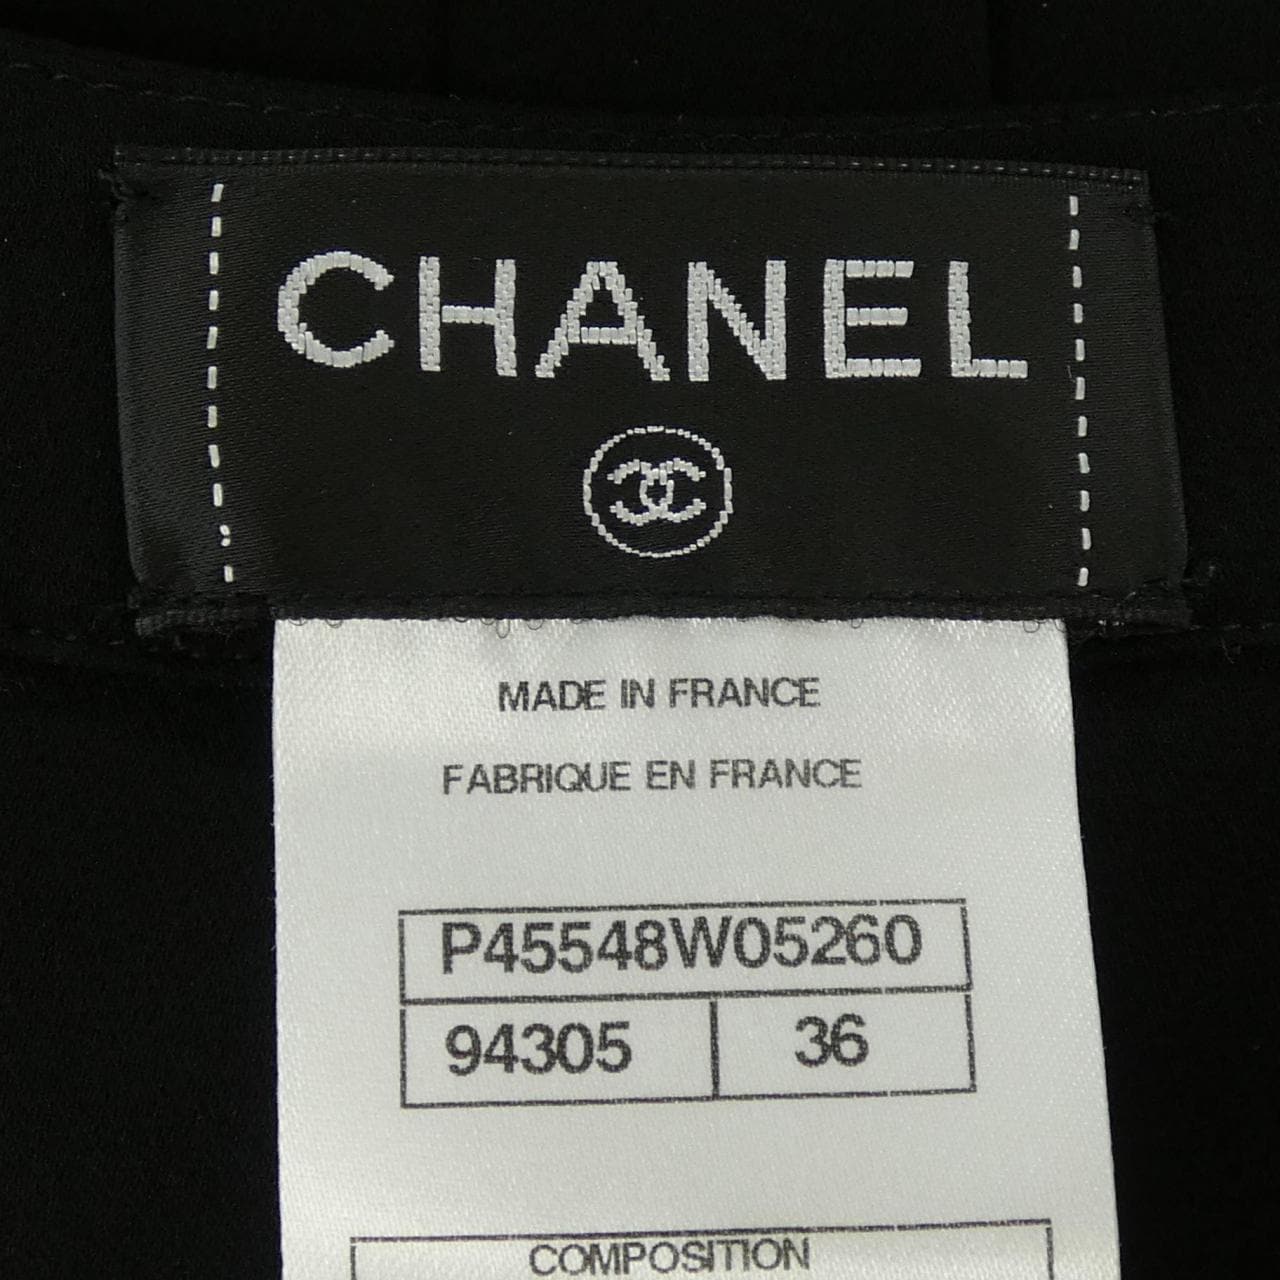 CHANEL
MADE IN FRANCE
FABRIQUE EN FRANCE
P45548W05260
94305 36
COMPOSITION